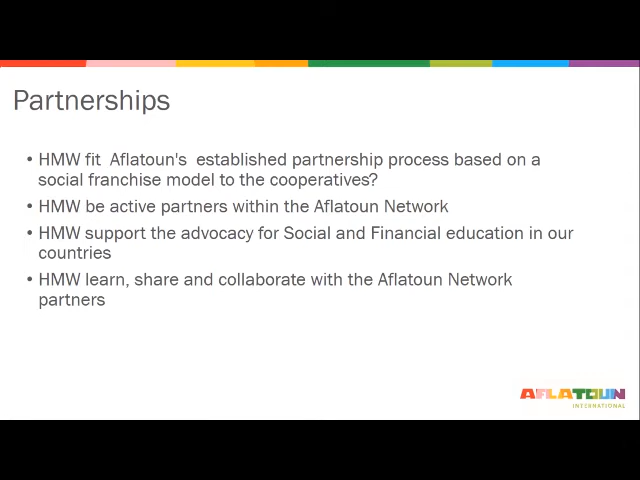 Partnerships
• HMW fit Aflatoun's established partnership process based on a
social franchise model to the cooperatives?
• HMW be active partners within the Aflatoun Network
• HMW support the advocacy for Social and Financial education in our
countries
• HMW learn, share and collaborate with the Aflatoun Network
partners
AFLATOUN
INTERNATIONAL